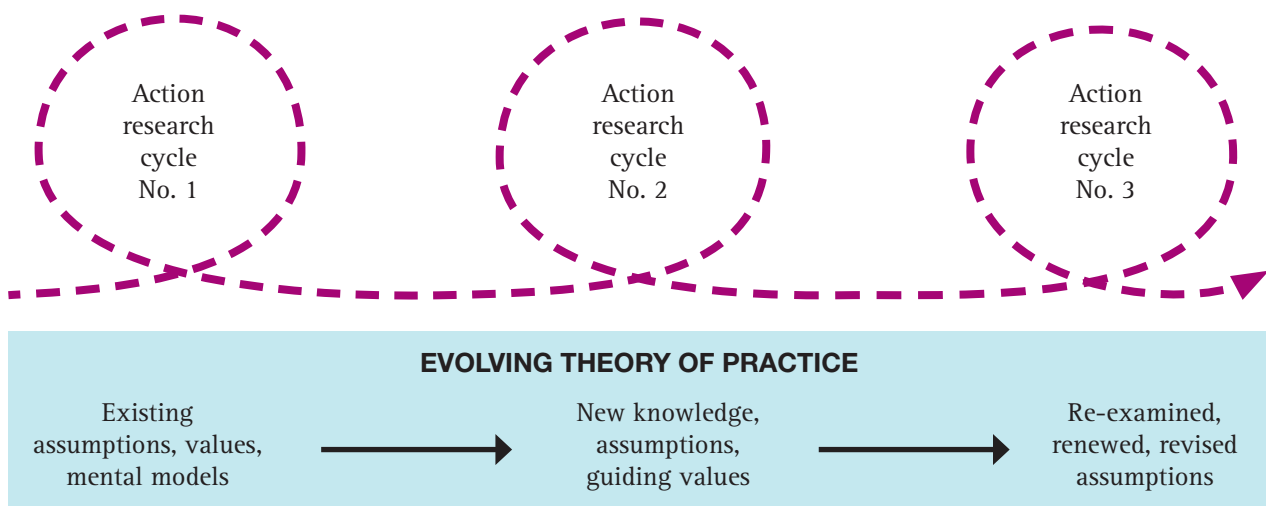 Action
research
cycle
No. 1
Action
research
cycle
No. 2
Action
research
cycle
No. 3
EVOLVING THEORY OF PRACTICE
Existing
assumptions, values,
mental models
New knowledge,
assumptions,
guiding values
Re-examined,
renewed, revised
assumptions